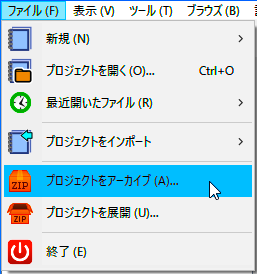 ファイル (F) 表示 (V) ツール (T) ブラウズ (B)
新規 (N)
プロジェクトを開く (O)... Ctrl+O
最近開いたファイル (R)
プロジェクトをインポート
ZIP プロジェクトをアーカイブ (A)...
ZIP プロジェクトを展開 (U)...
終了 (E)